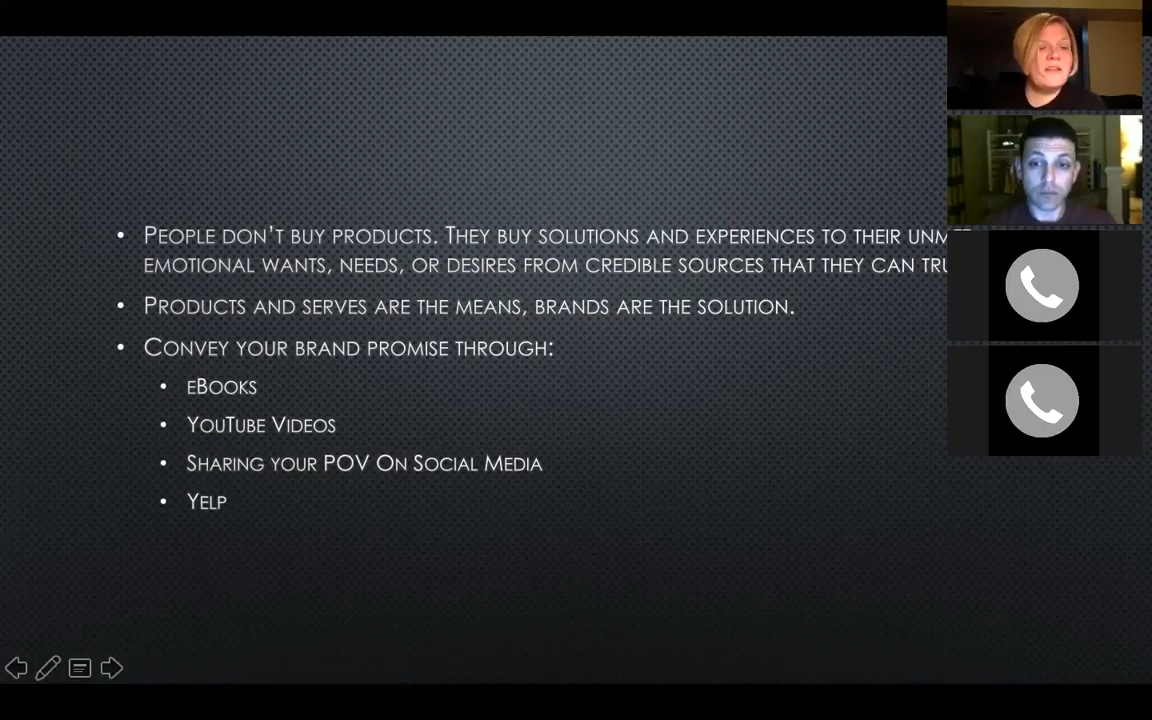 People don't buy products. They buy solutions and experiences to their
emotional wants, needs, or desires from credible sources that they can
Products and serves are the means, brands are the solution.
Convey your brand promise through:
eBooks
YouTube Videos
Sharing your POV On Social Media
Yelp